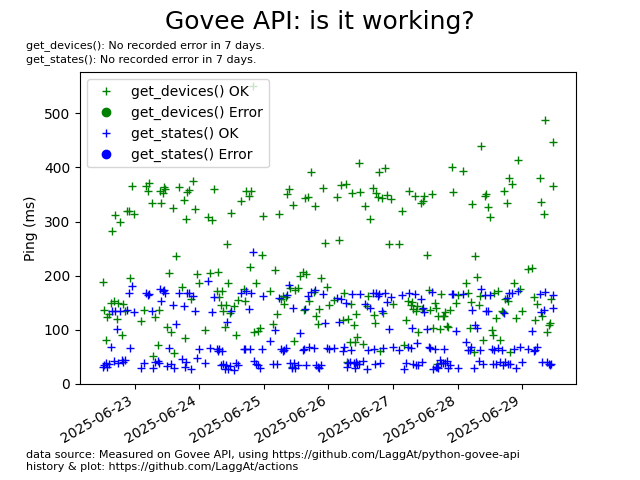 Govee API: is it working?
get_devices(): No recorded error in 7 days.
get_states(): No recorded error in 7 days.
get_devices() OK
get_devices() Error
get_states() OK
get_states() Error
Ping (ms)
500
400
300
200
100
0
2025-06-23
2025-06-24
2025-06-25
2025-06-26
2025-06-27
2025-06-28
2025-06-29
data source: Measured on Govee API, using https://github.com/LaggAt/python-govee-api
history & plot: https://github.com/LaggAt/actions